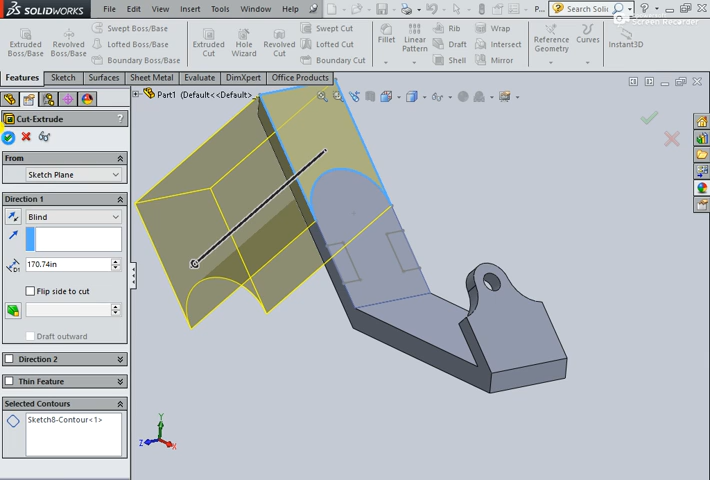 SOLIDWORKS
File Edit View Insert Tools Window Help
P...
Search Soli
Screen Recorder
Extruded Boss/Base
Revolved Boss/Base
Swept Boss/Base
Lofted Boss/Base
Boundary Boss/Base
Extruded Cut
Hole Wizard
Revolved Cut
Swept Cut
Lofted Cut
Boundary Cut
Fillet
Linear Pattern
Rib
Draft
Shell
Wrap
Intersect
Mirror
Reference Geometry
Curves
Instant3D
Features Sketch Surfaces Sheet Metal Evaluate DimXpert Office Products
Part1 (Default<<Default>_
Cut-Extrude ?
From
Sketch Plane
Direction 1
Blind
D1
170.74in
Flip side to cut
Draft outward
Direction 2
Thin Feature
Selected Contours
Sketch8-Contour<1>
Y
Z
X